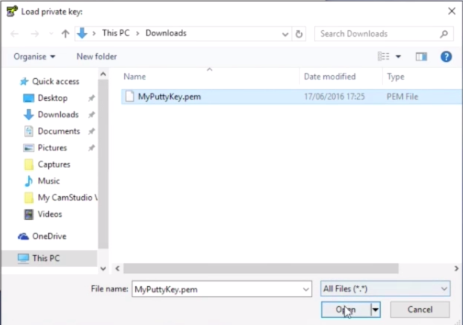 Load private key:
This PC > Downloads
Search Downloads
Organise
New folder
Name
Date modified
Type
MyPuttyKey.pem
17/06/2016 17:25
PEM File
Quick access
Desktop
Downloads
Documents
Pictures
Captures
Music
My CamStudio
Videos
OneDrive
This PC
File name:
MyPuttyKey.pem
All Files (*.*)
Open
Cancel